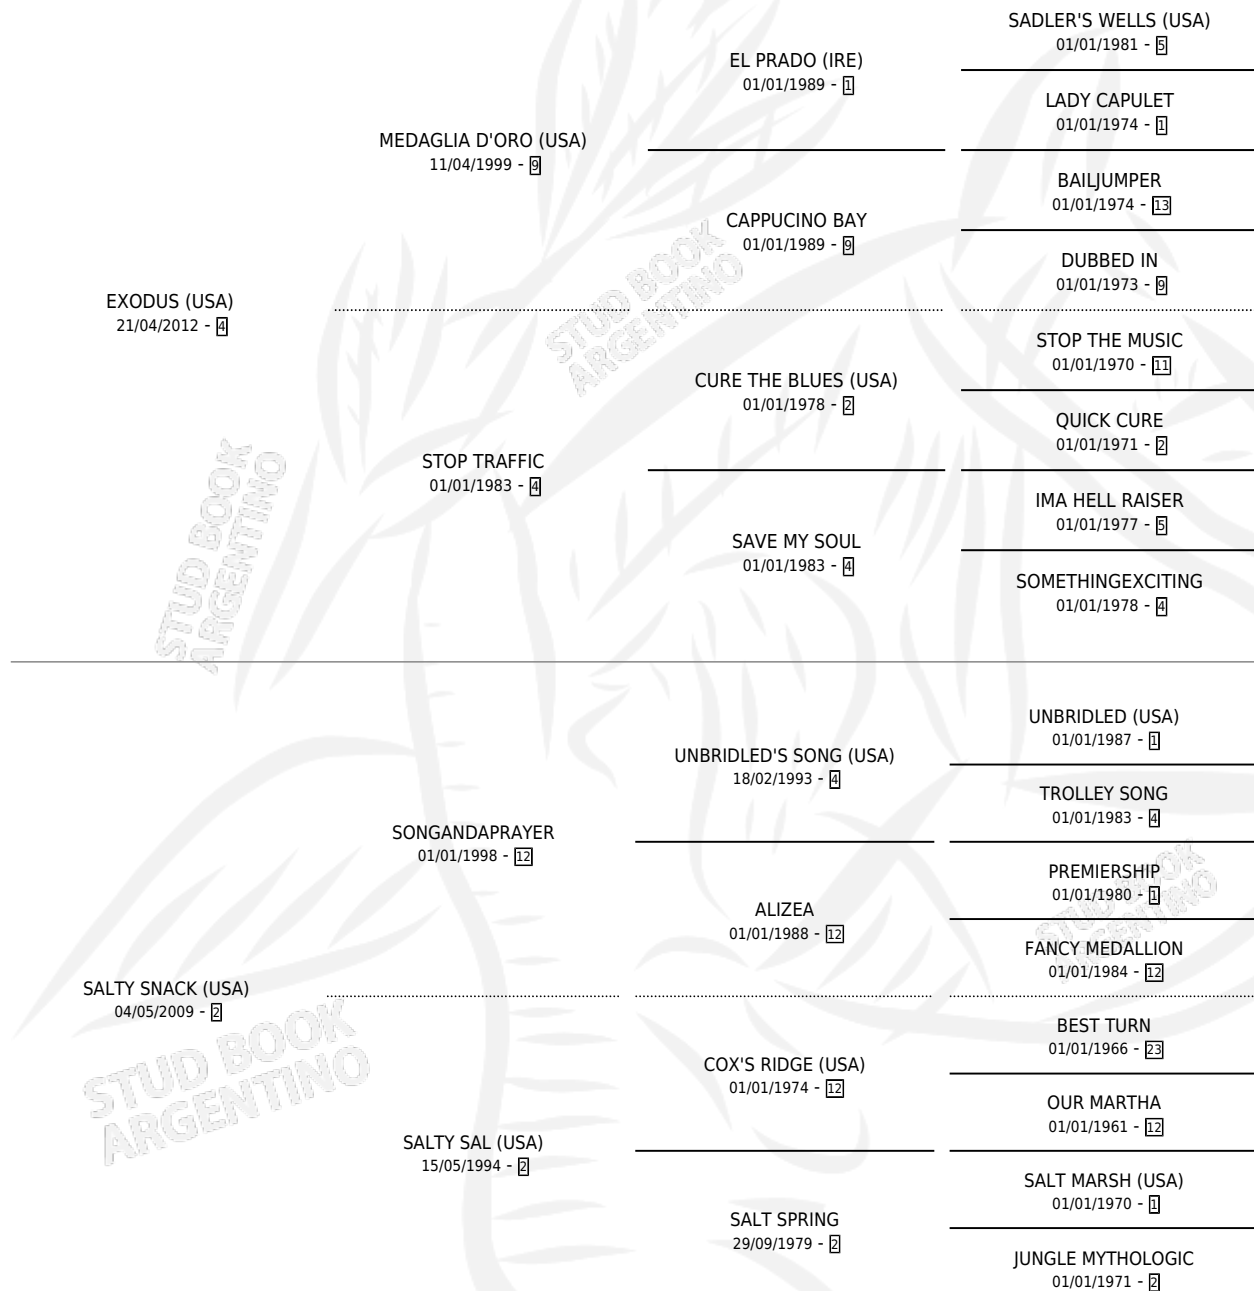 SADLER'S WELLS (USA)
01/01/1981 - 5
EL PRADO (IRE)
01/01/1989 - 1
LADY CAPULET
01/01/1974 - 1
MEDAGLIA D'ORO (USA)
11/04/1999 - 9
BAILJUMPER
01/01/1974 - 13
CAPPUCINO BAY
01/01/1989 - 9
DUBBED IN
01/01/1973 - 9
EXODUS (USA)
21/04/2012 - 4
STOP THE MUSIC
01/01/1970 - 11
CURE THE BLUES (USA)
01/01/1978 - 2
QUICK CURE
01/01/1971 - 2
STOP TRAFFIC
01/01/1983 - 4
IMA HELL RAISER
01/01/1977 - 5
SAVE MY SOUL
01/01/1983 - 4
SOMETHINGEXCITING
01/01/1978 - 4
UNBRIDLED (USA)
01/01/1987 - 1
UNBRIDLED'S SONG (USA)
18/02/1993 - 4
TROLLEY SONG
01/01/1983 - 4
SONGANDAPRAYER
01/01/1998 - 12
PREMIERSHIP
01/01/1980 - 1
ALIZEA
01/01/1988 - 12
FANCY MEDALLION
01/01/1984 - 12
SALTY SNACK (USA)
04/05/2009 - 2
BEST TURN
01/01/1966 - 23
COX'S RIDGE (USA)
01/01/1974 - 12
OUR MARTHA
01/01/1961 - 12
SALTY SAL (USA)
15/05/1994 - 2
SALT MARSH (USA)
01/01/1970 - 1
SALT SPRING
29/09/1979 - 2
JUNGLE MYTHOLOGIC
01/01/1971 - 2
STUD BOOK
ARGENTINO
STUD BOOK
ARGENTINO
STUD BOOK
ARGENTINO
STUD BOOK
ARGENTINO